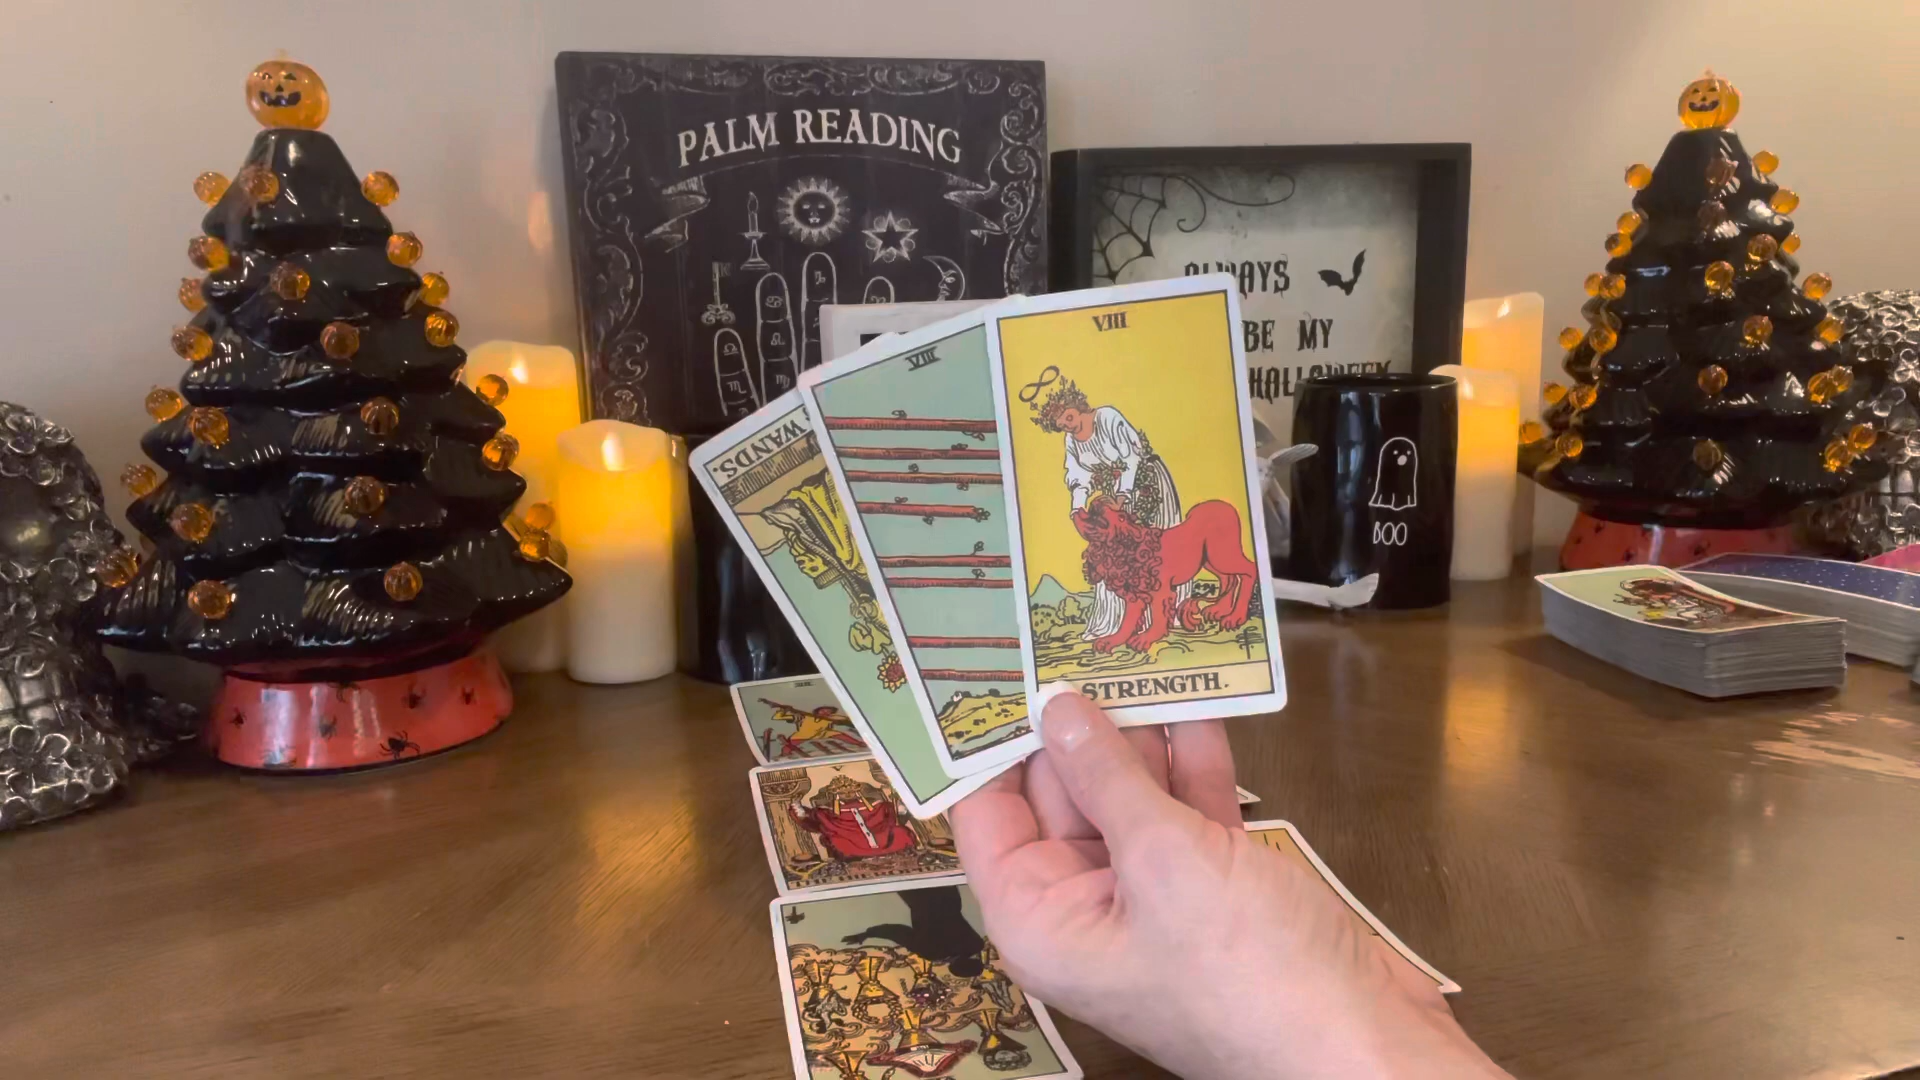 PALM READING
ALWAYS
BE MY
HALLOWEEN
VIII
STRENGTH.
VIII
WANDS.
BOO
V